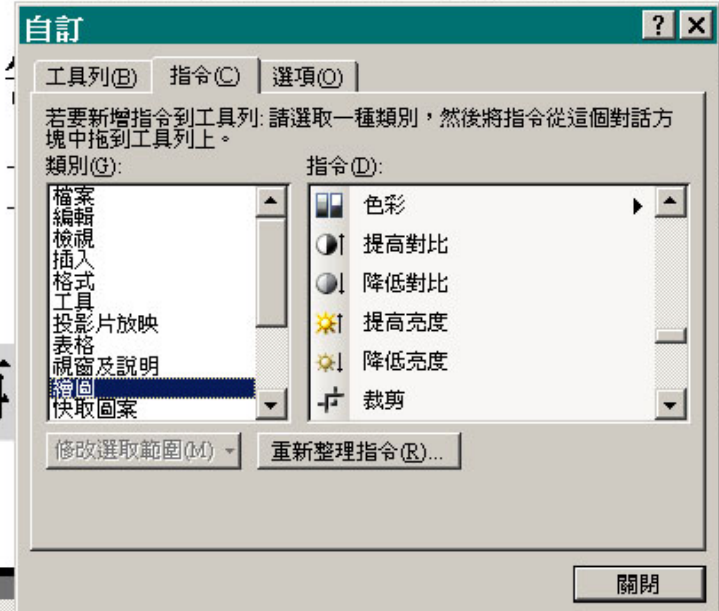 自訂
工具列(B) 指令(C) 選項(O)
若要新增指令到工具列: 請選取一種類別，然後將指令從這個對話方
塊中拖到工具列上。
類別(G): 指令(D):
檔案
編輯
檢視
插入
格式
工具
投影片放映
表格
視窗及說明
繪圖
快取圖案
色彩
提高對比
降低對比
提高亮度
降低亮度
裁剪
修改選取範圍(M) 重新整理指令(R)...
關閉